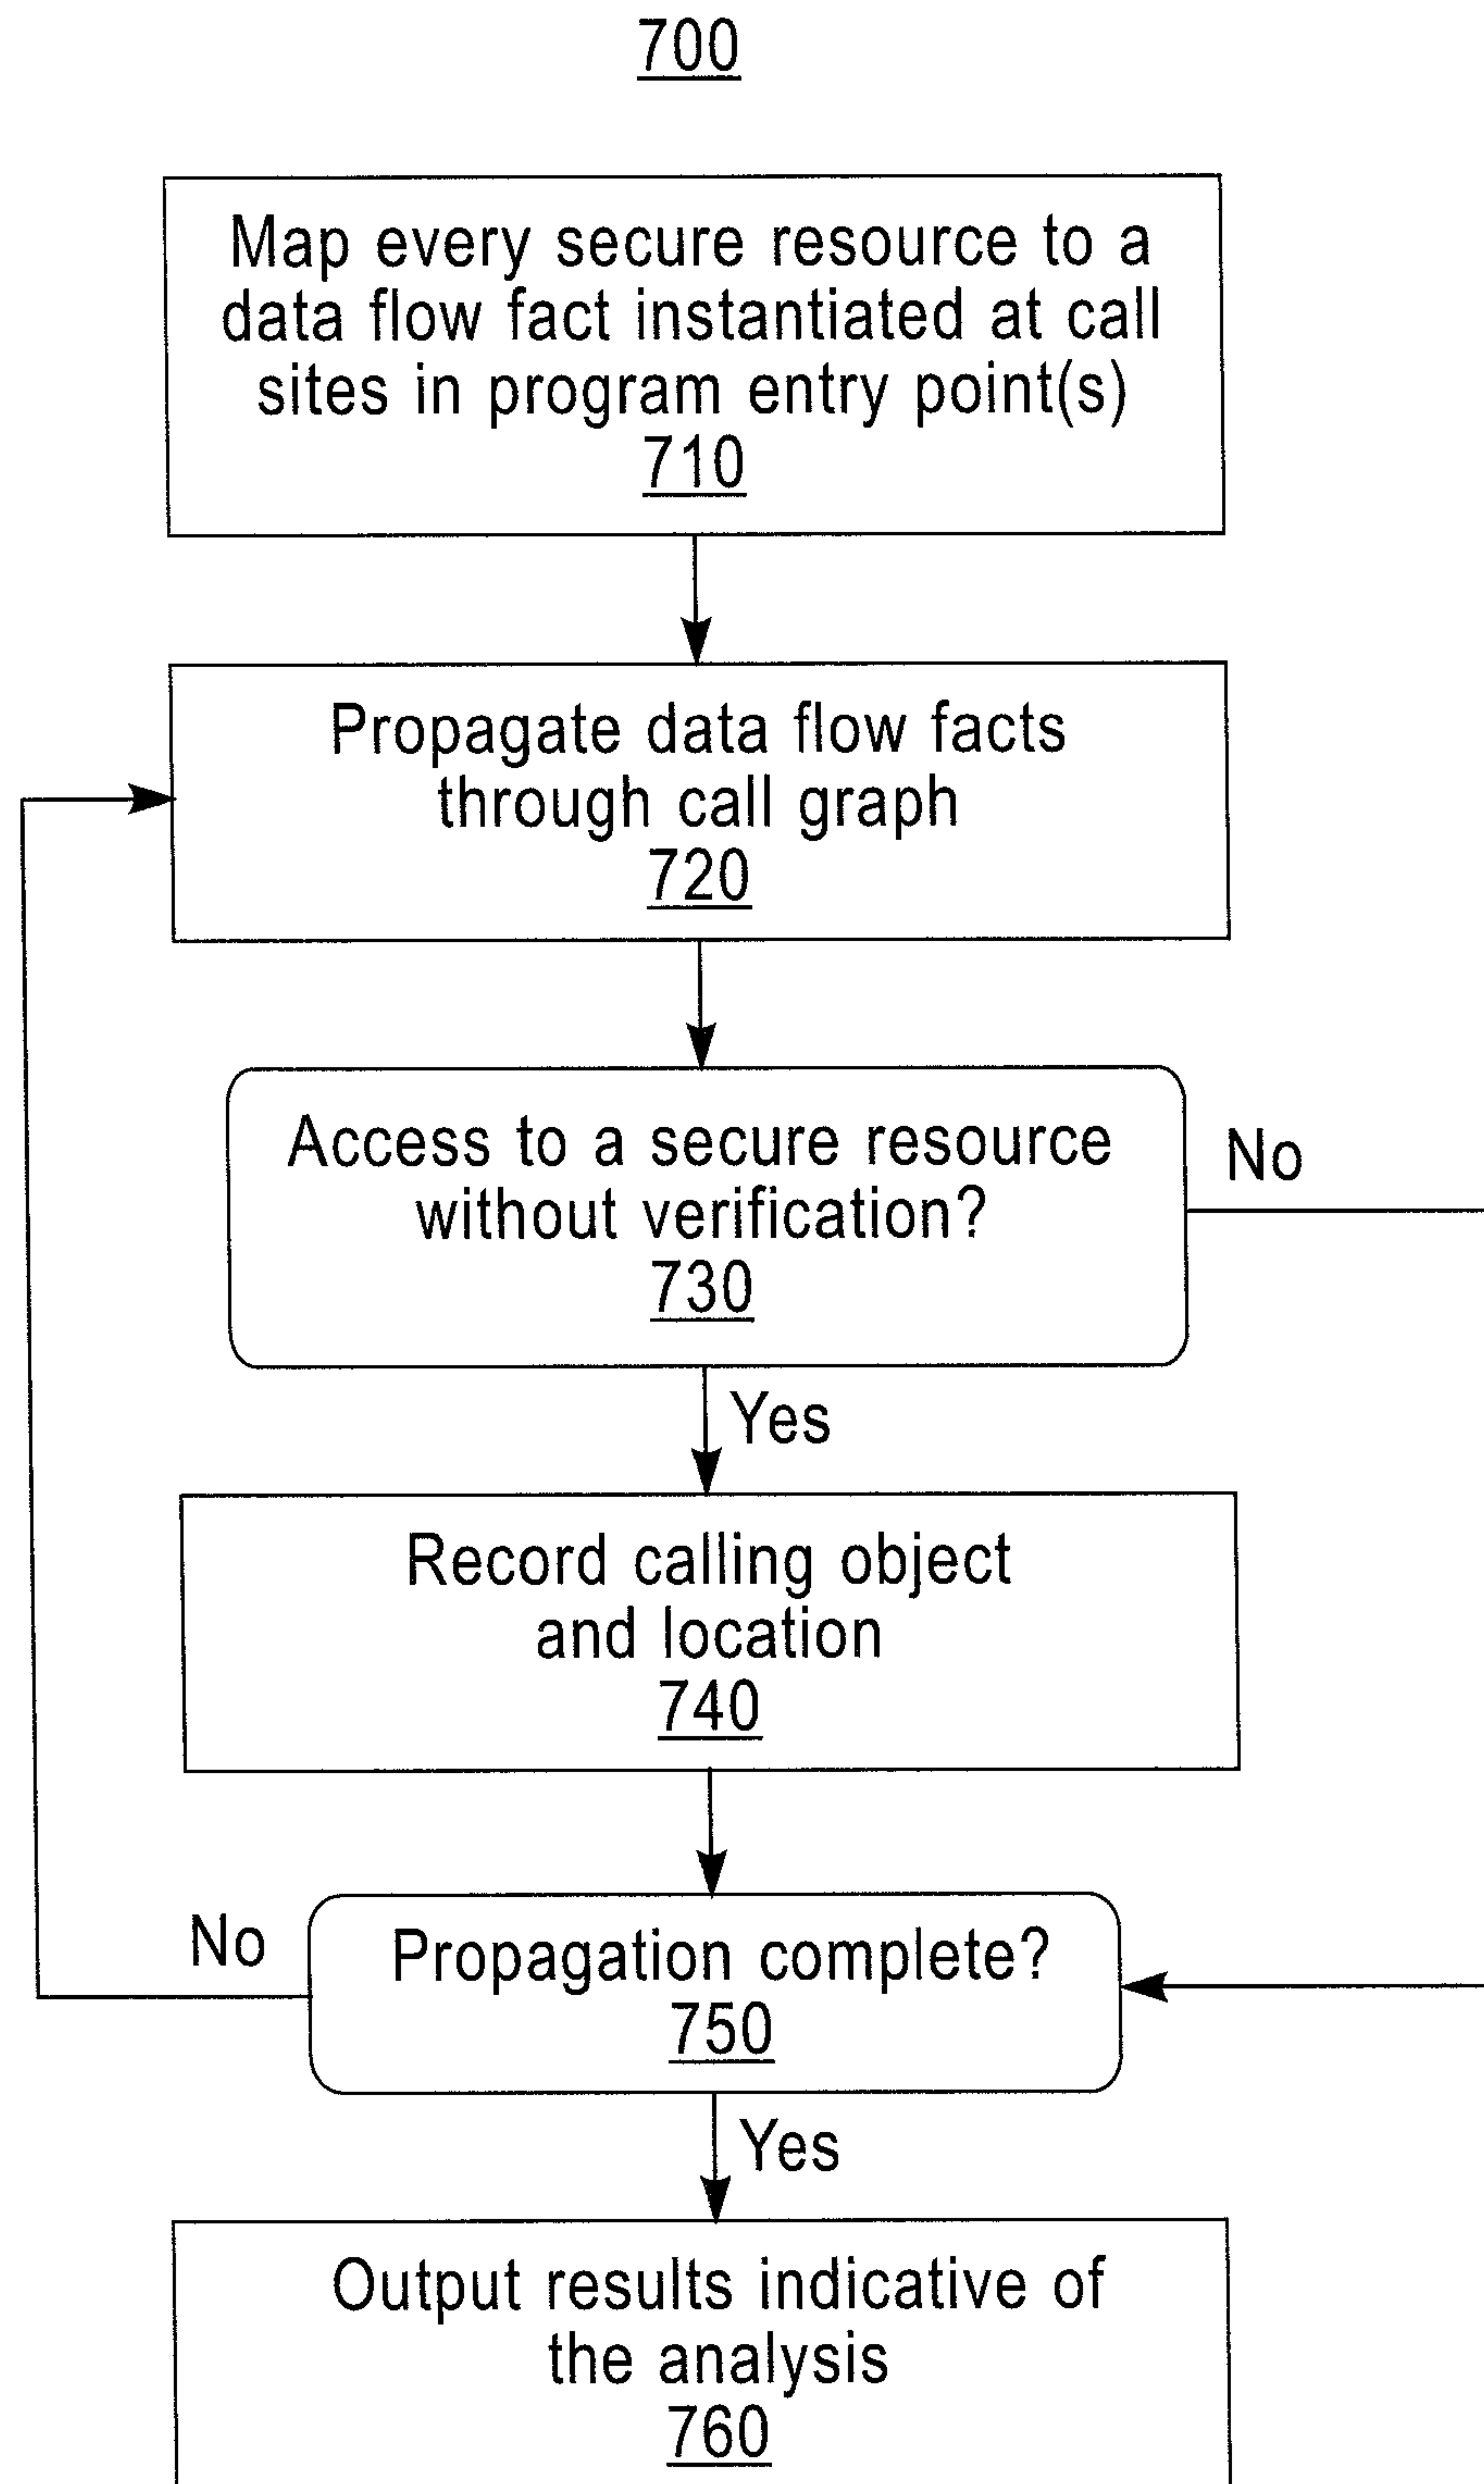 700
Map every secure resource to a
data flow fact instantiated at call
sites in program entry point(s)
710
Propagate data flow facts
through call graph
720
Access to a secure resource
without verification?
730
No
Yes
Record calling object
and location
740
No
Propagation complete?
750
Yes
Output results indicative of
the analysis
760